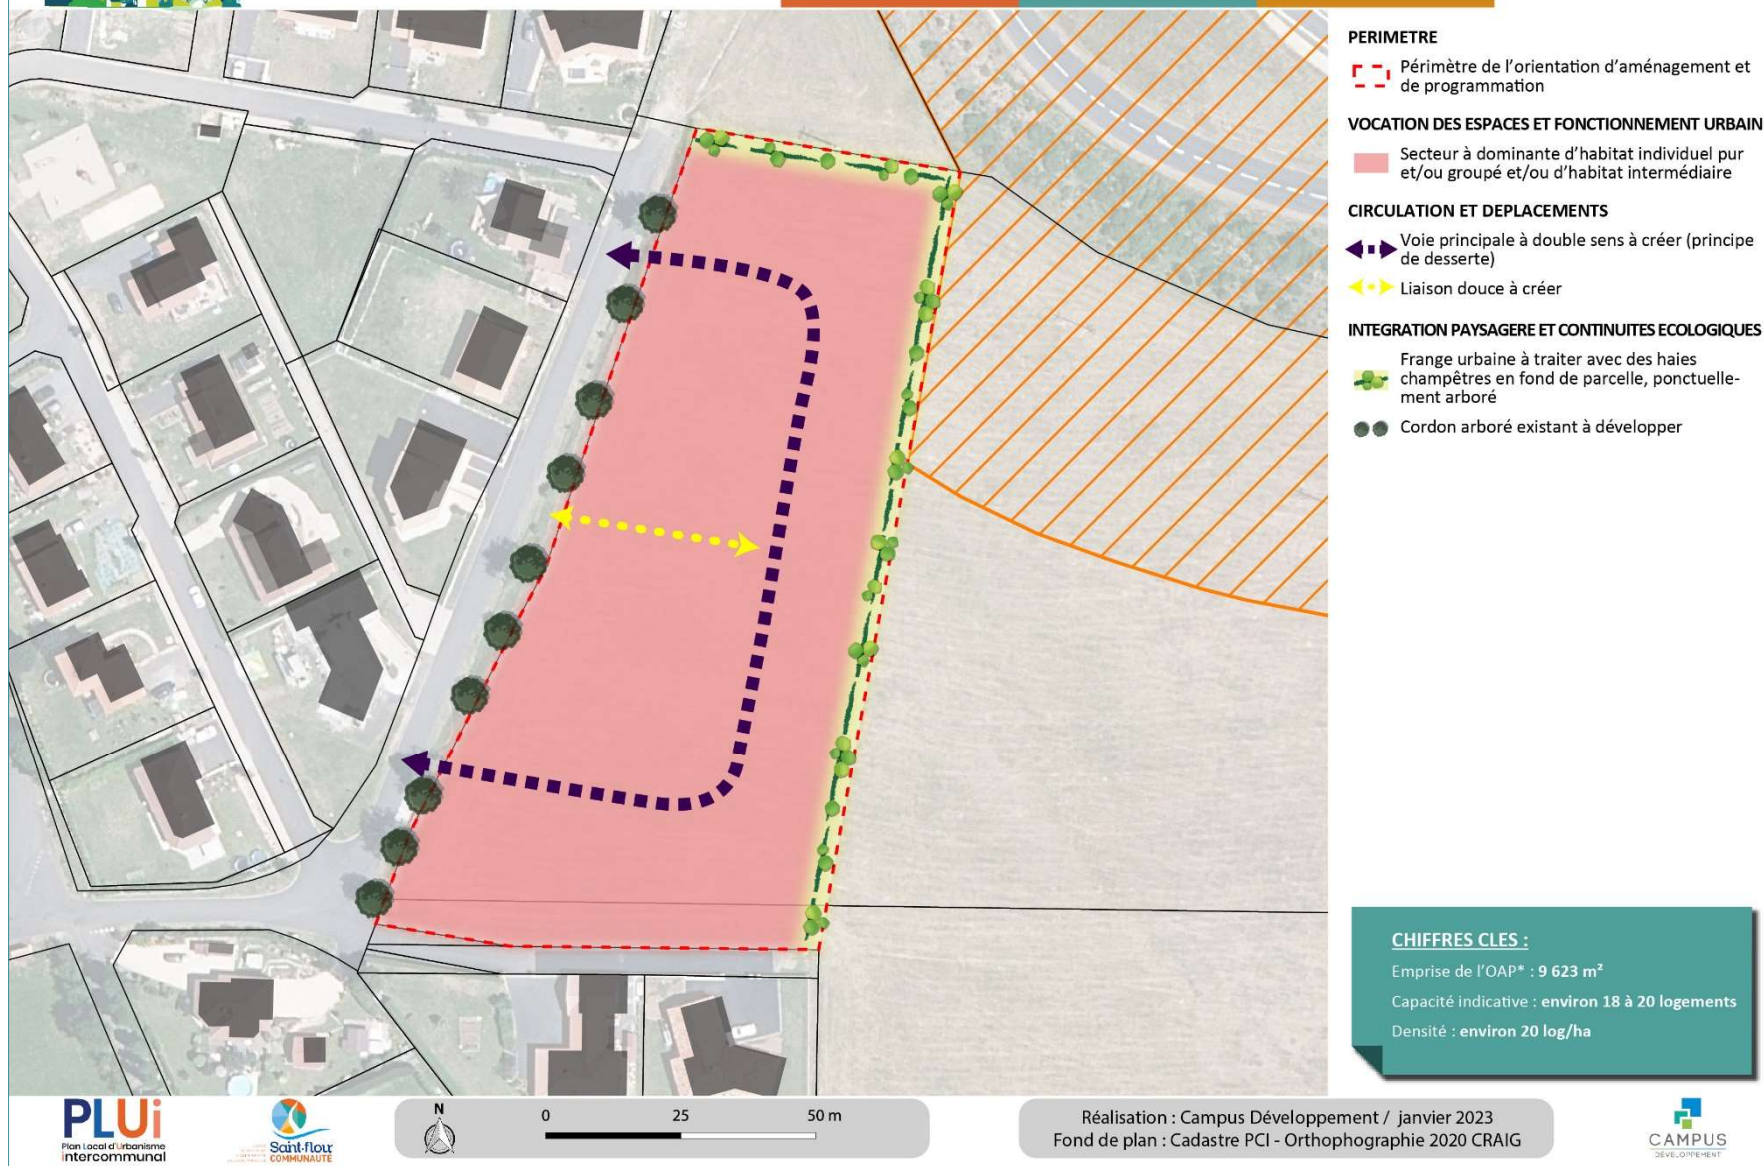 PERIMETRE
Périmètre de l'orientation d'aménagement et
de programmation
VOCATION DES ESPACES ET FONCTIONNEMENT URBAIN
Secteur à dominante d'habitat individuel pur
et/ou groupé et/ou d'habitat intermédiaire
CIRCULATION ET DEPLACEMENTS
Voie principale à double sens à créer (principe
de desserte)
Liaison douce à créer
INTEGRATION PAYSAGERE ET CONTINUITES ECOLOGIQUES
Frange urbaine à traiter avec des haies
champêtres en fond de parcelle, ponctuelle-
ment arboré
Cordon arboré existant à développer
CHIFFRES CLES :
Emprise de l'OAP* : 9 623 m²
Capacité indicative : environ 18 à 20 logements
Densité : environ 20 log/ha
PLUi
Plan Local d'Urbanisme
intercommunal
Saint-flour
COMMUNAUTÉ
N
0 25 50 m
Réalisation : Campus Développement / janvier 2023
Fond de plan : Cadastre PCI - Orthophographie 2020 CRAIG
CAMPUS
DÉVELOPPEMENT